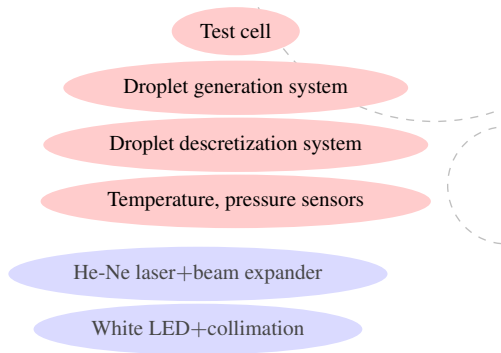 Test cell
Droplet generation system
Droplet descretization system
Temperature, pressure sensors
He-Ne laser+beam expander
White LED+collimation